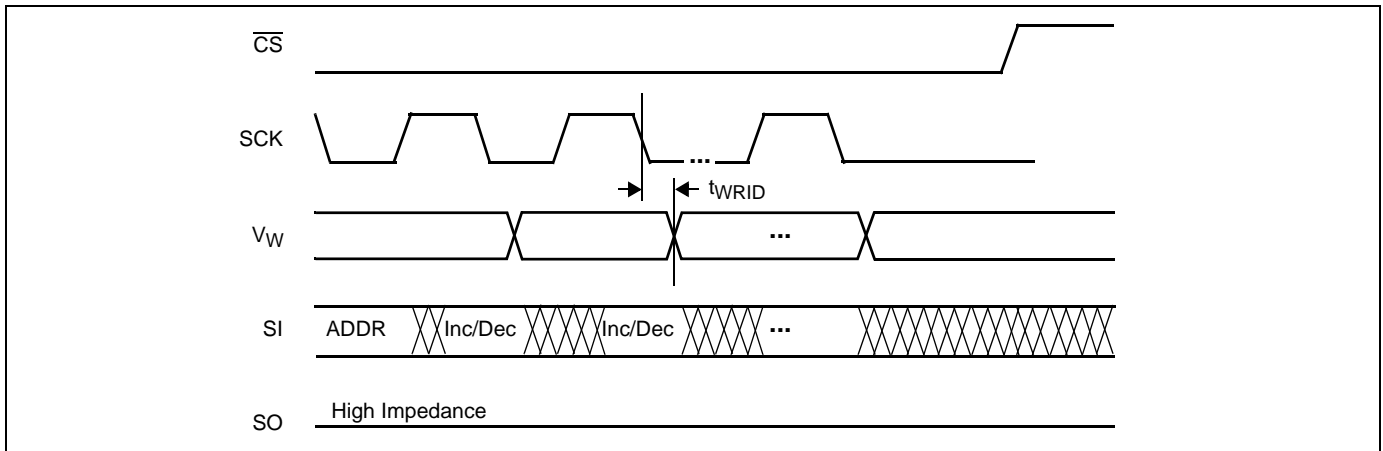 CS
SCK
...
tWRID
VW
...
SI ADDR Inc/Dec Inc/Dec ...
SO High Impedance